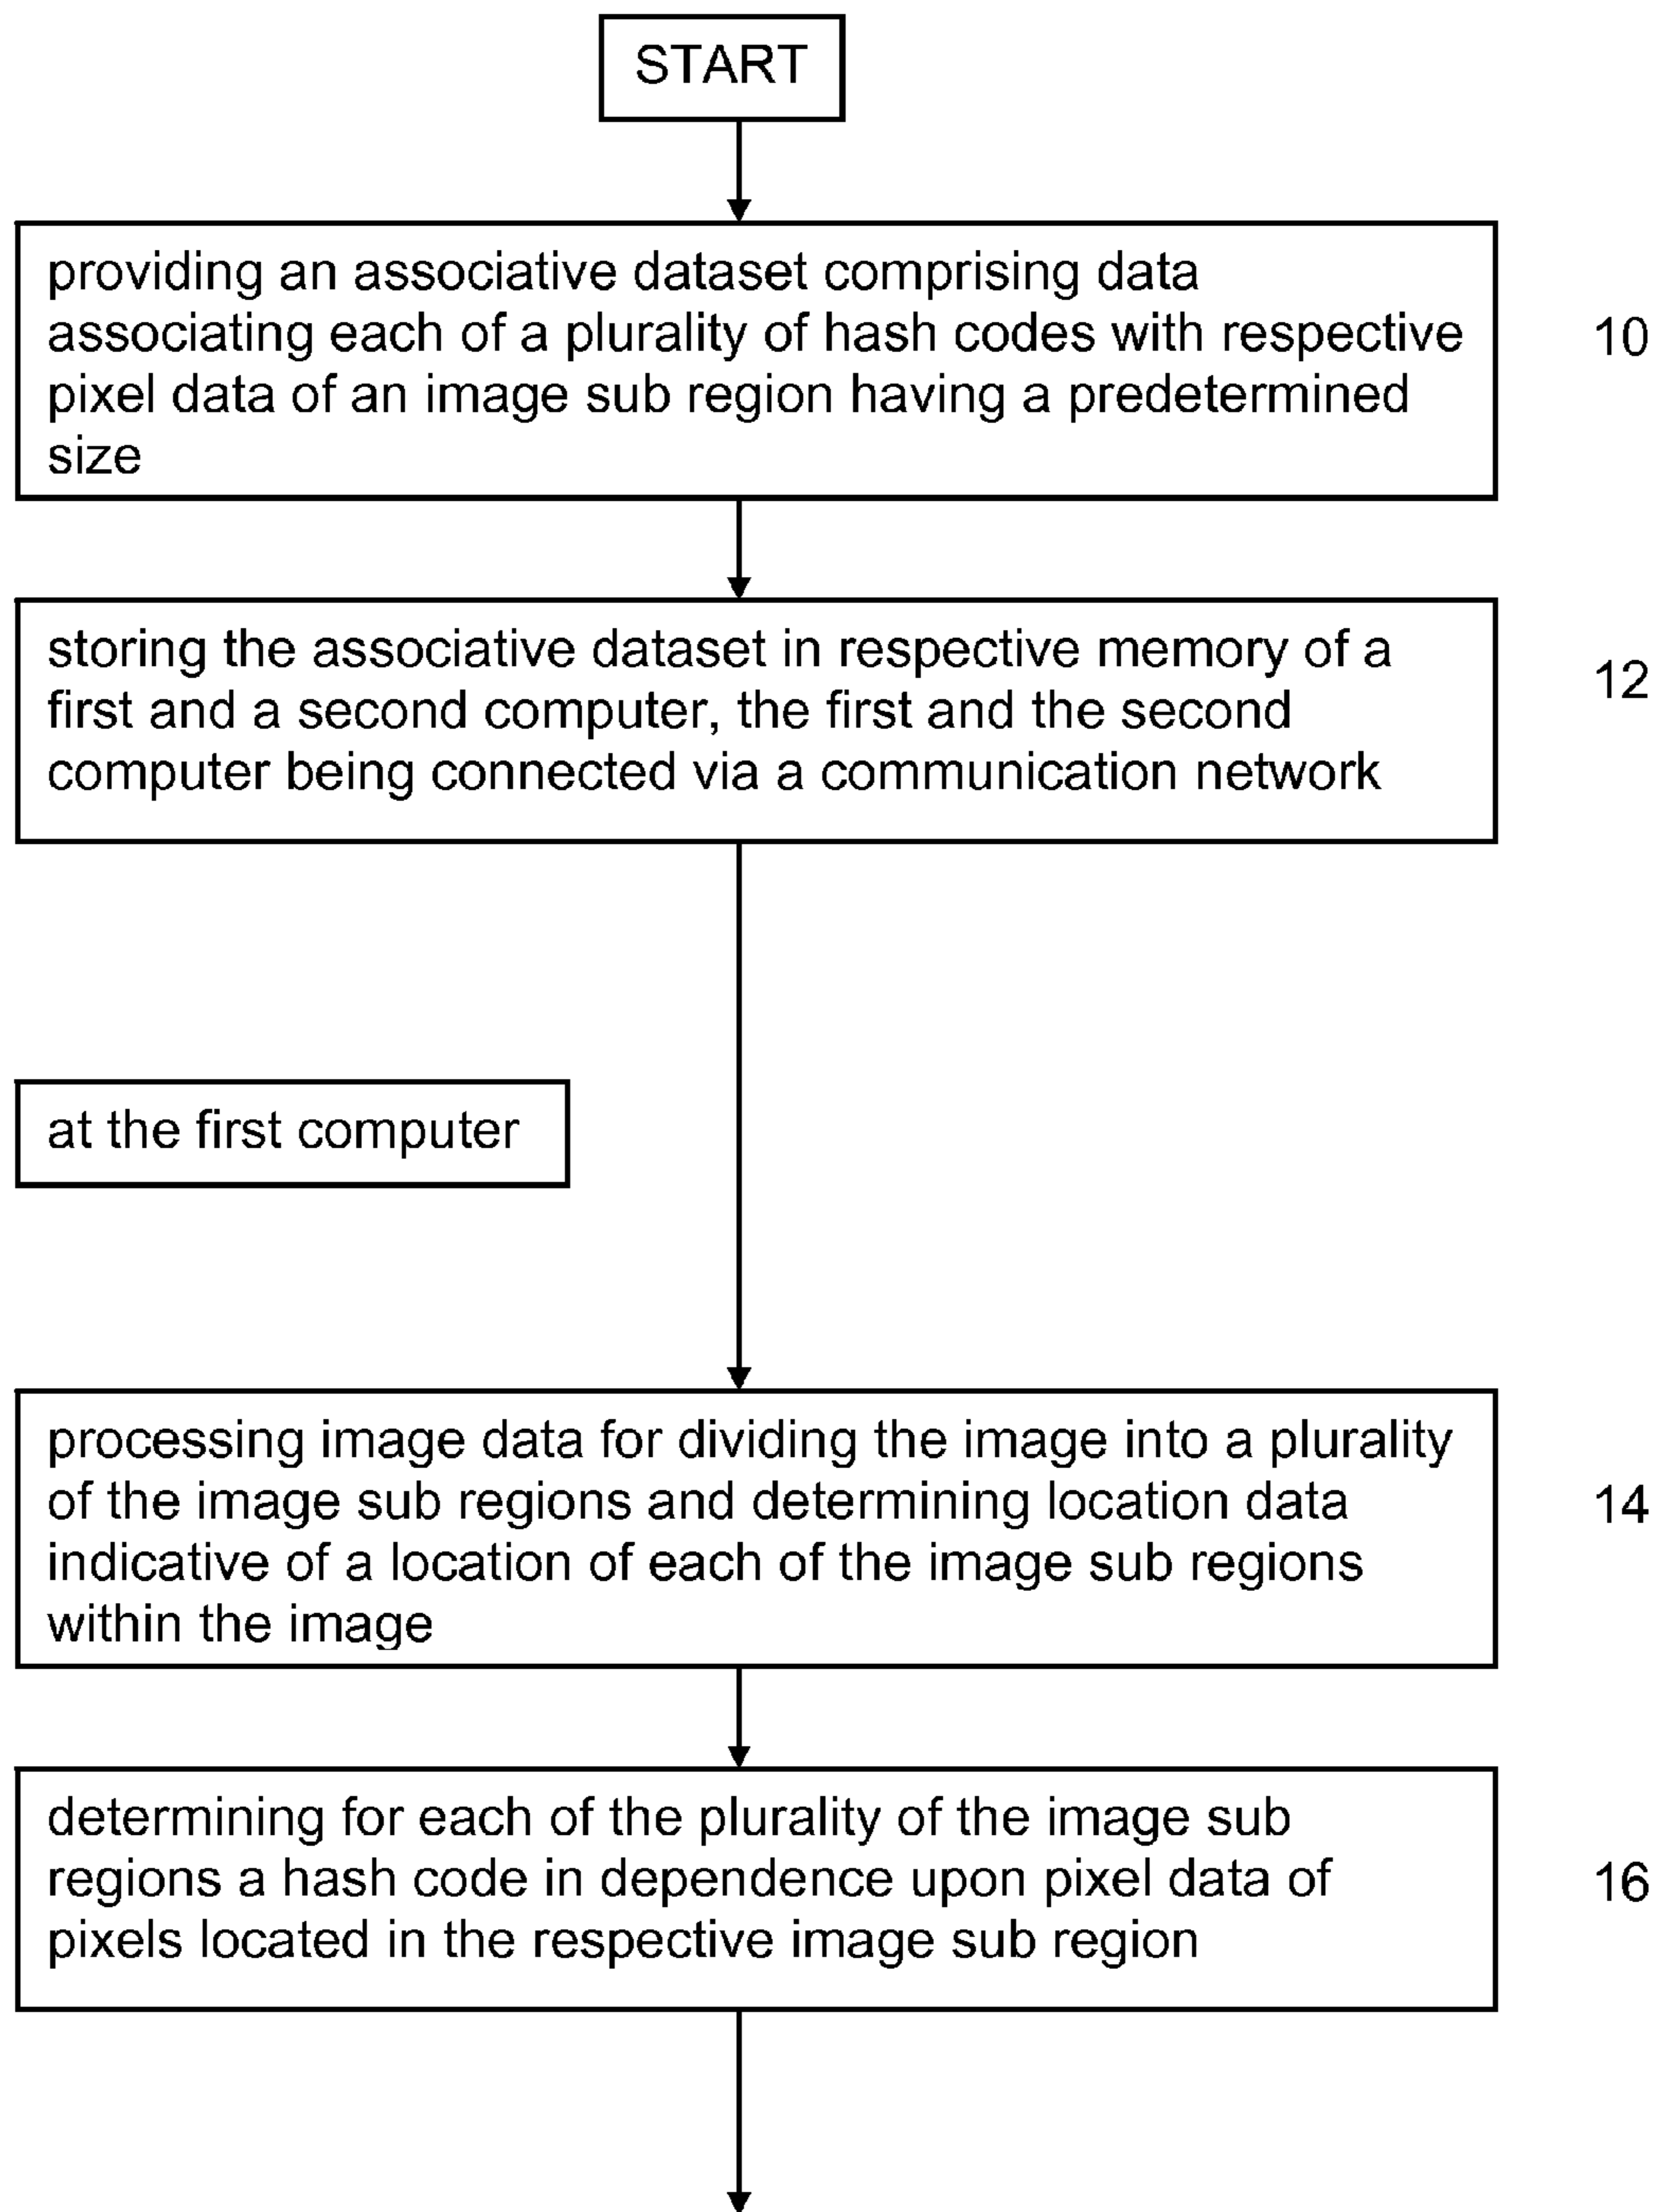 START
providing an associative dataset comprising data
associating each of a plurality of hash codes with respective
pixel data of an image sub region having a predetermined
size
10
storing the associative dataset in respective memory of a
first and a second computer, the first and the second
computer being connected via a communication network
12
at the first computer
processing image data for dividing the image into a plurality
of the image sub regions and determining location data
indicative of a location of each of the image sub regions
within the image
14
determining for each of the plurality of the image sub
regions a hash code in dependence upon pixel data of
pixels located in the respective image sub region
16